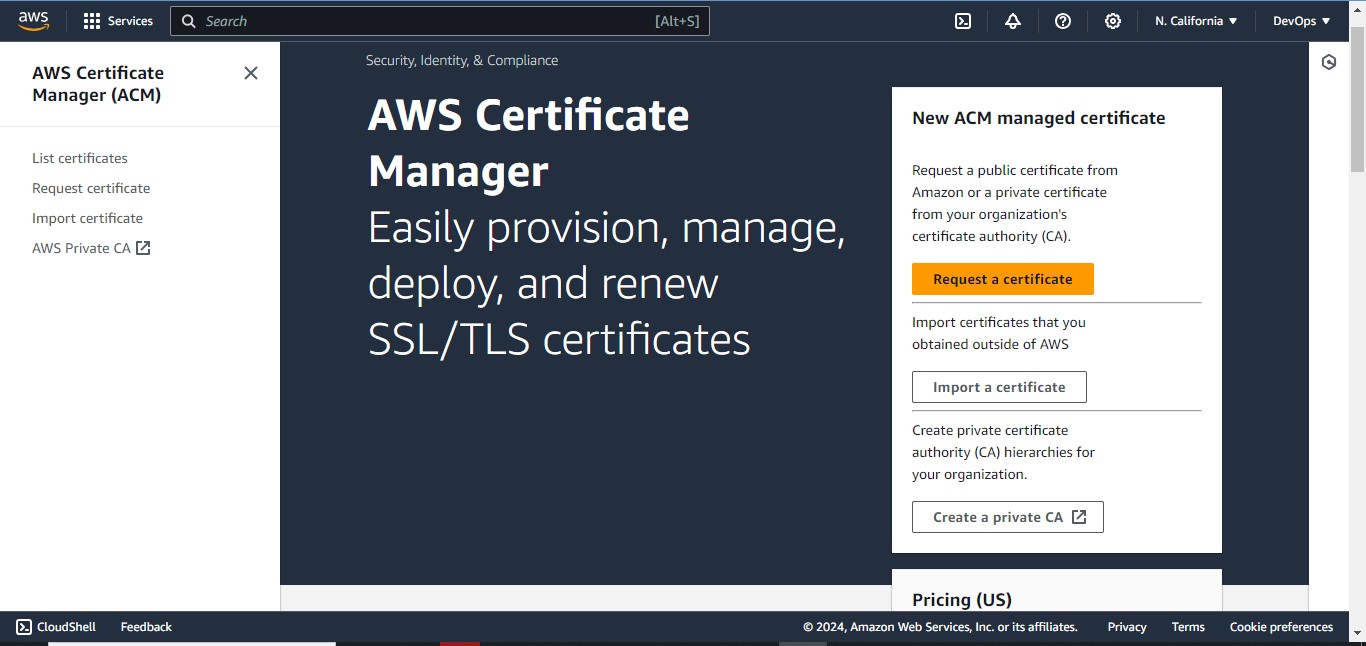 aws
Services
Search
[Alt+S]
N. California
DevOps
AWS Certificate
Manager (ACM)
List certificates
Request certificate
Import certificate
AWS Private CA
Security, Identity, & Compliance
AWS Certificate
Manager
Easily provision, manage,
deploy, and renew
SSL/TLS certificates
New ACM managed certificate
Request a public certificate from
Amazon or a private certificate
from your organization's
certificate authority (CA).
Request a certificate
Import certificates that you
obtained outside of AWS
Import a certificate
Create private certificate
authority (CA) hierarchies for
your organization.
Create a private CA
Pricing (US)
CloudShell
Feedback
© 2024, Amazon Web Services, Inc. or its affiliates.
Privacy
Terms
Cookie preferences